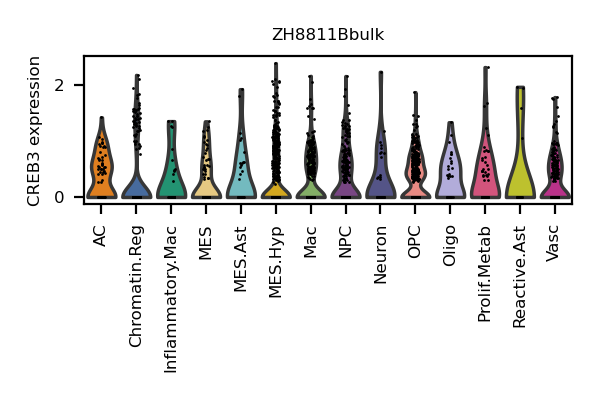 ZH8811Bbulk
CREB3 expression
2
0
AC
Chromatin.Reg
Inflammatory.Mac
MES
MES.Ast
MES.Hyp
Mac
NPC
Neuron
OPC
Oligo
Prolif.Metab
Reactive.Ast
Vasc